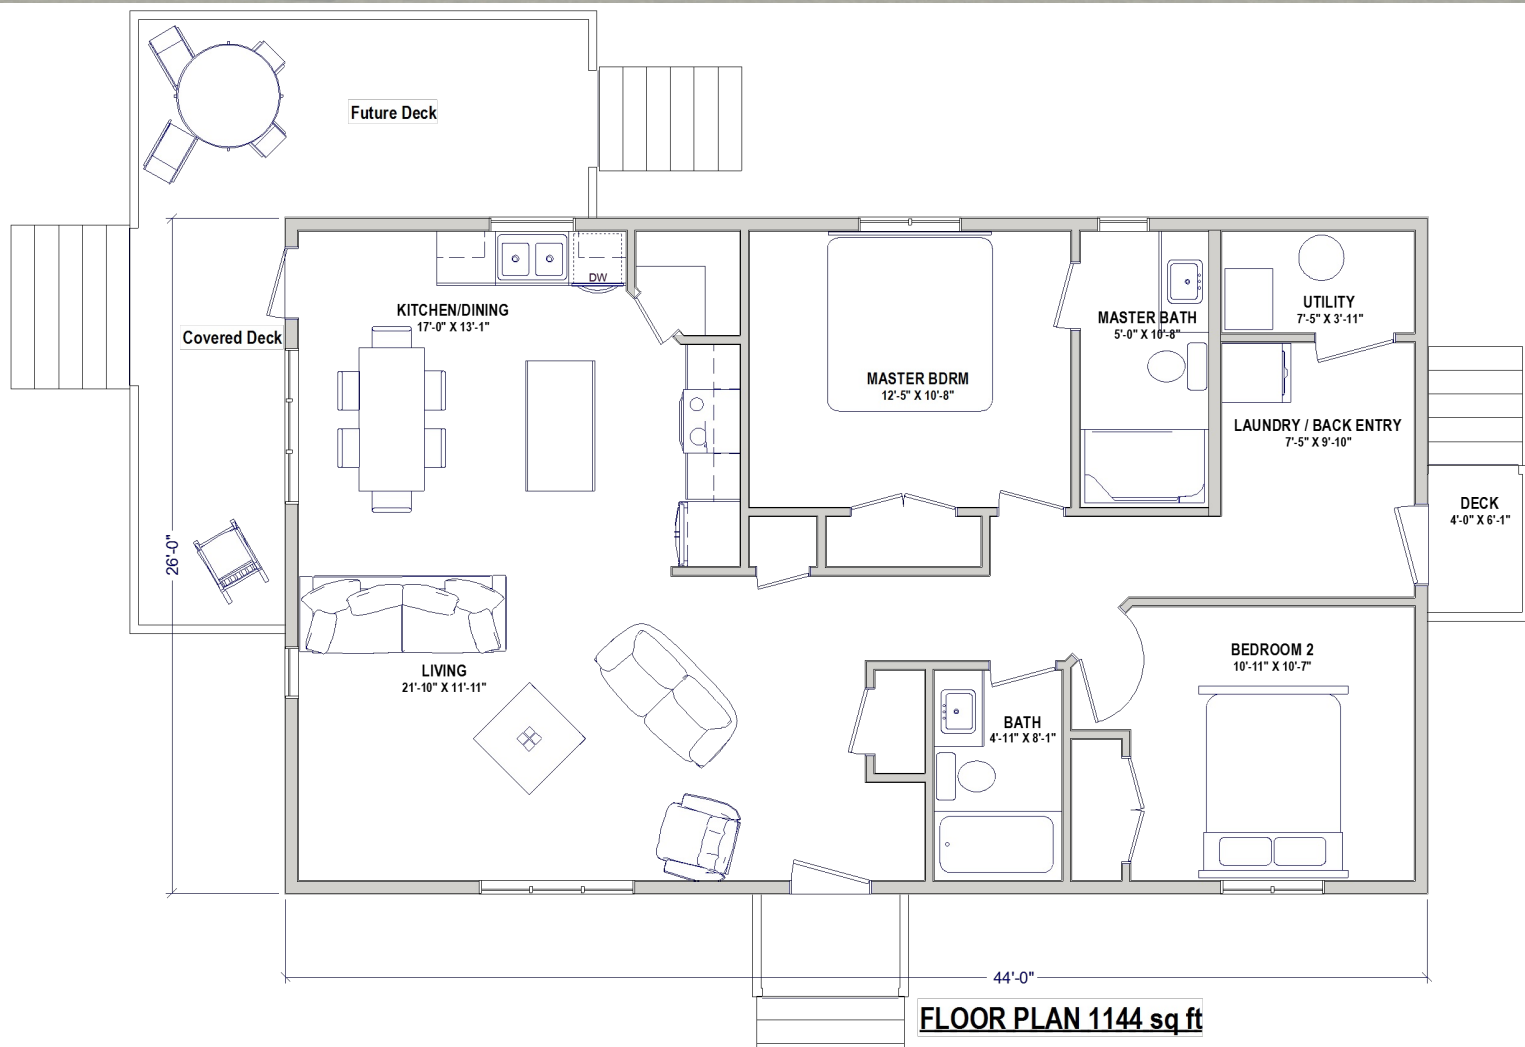 Future Deck
DW
KITCHEN/DINING
17'-0" X 13'-1"
Covered Deck
MASTER BDRM
12'-5" X 10'-8"
MASTER BATH
5'-0" X 10'-8"
UTILITY
7'-5" X 3'-11"
LAUNDRY / BACK ENTRY
7'-5" X 9'-10"
DECK
4'-0" X 6'-1"
26'-0"
LIVING
21'-10" X 11'-11"
BATH
4'-11" X 8'-1"
BEDROOM 2
10'-11" X 10'-7"
44'-0"
FLOOR PLAN 1144 sq ft